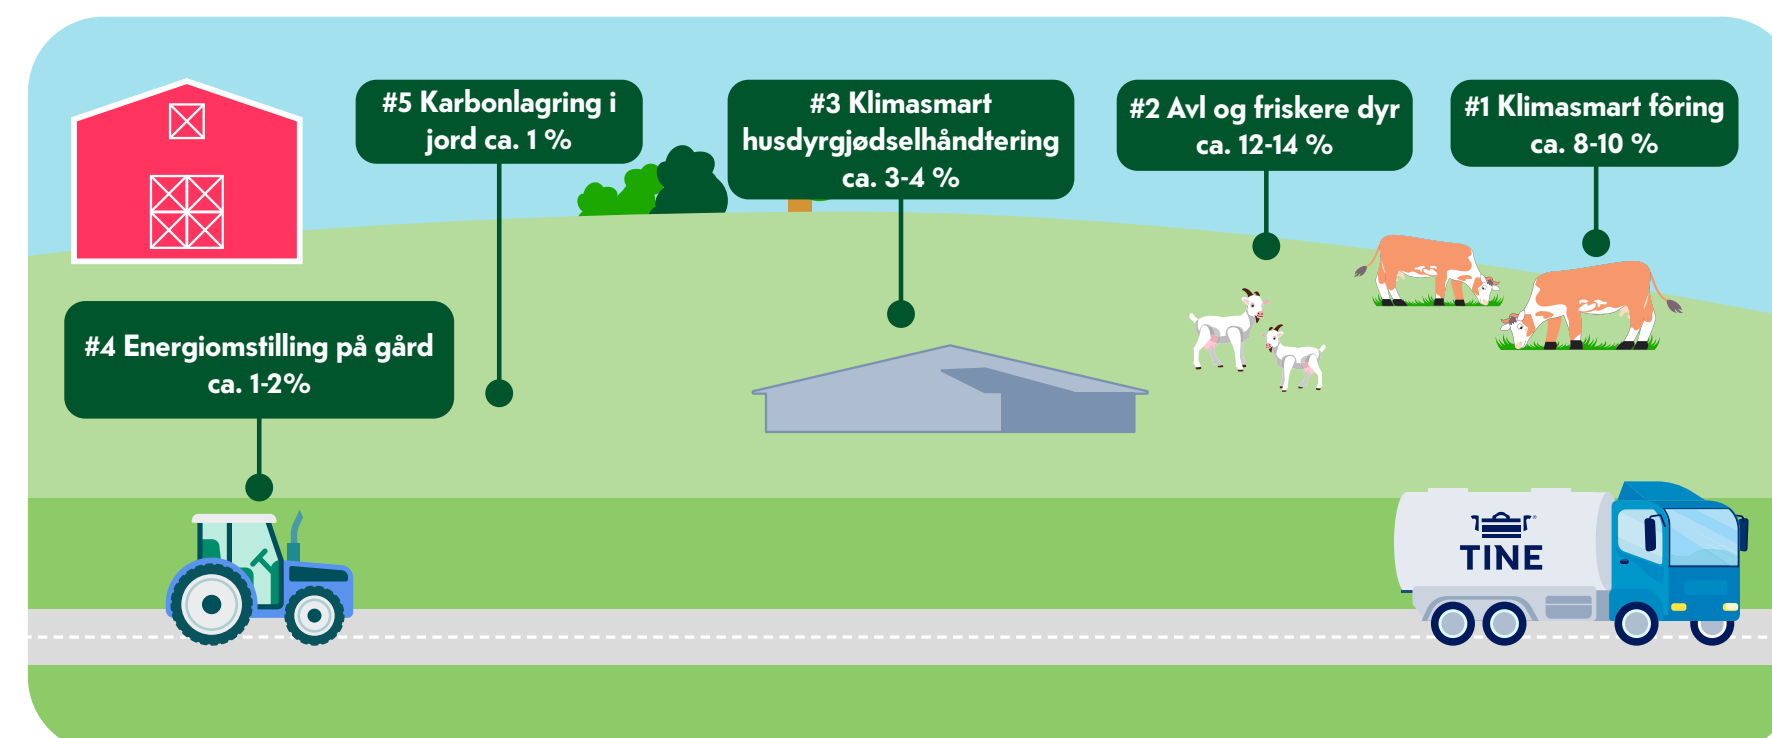 #5 Karbonlagring i
jord ca. 1 %
#3 Klimasmart
husdyrgjødselhåndtering
ca. 3-4 %
#2 Avl og friskere dyr
ca. 12-14 %
#1 Klimasmart fôring
ca. 8-10 %
#4 Energiomstilling på gård
ca. 1-2%
TINE